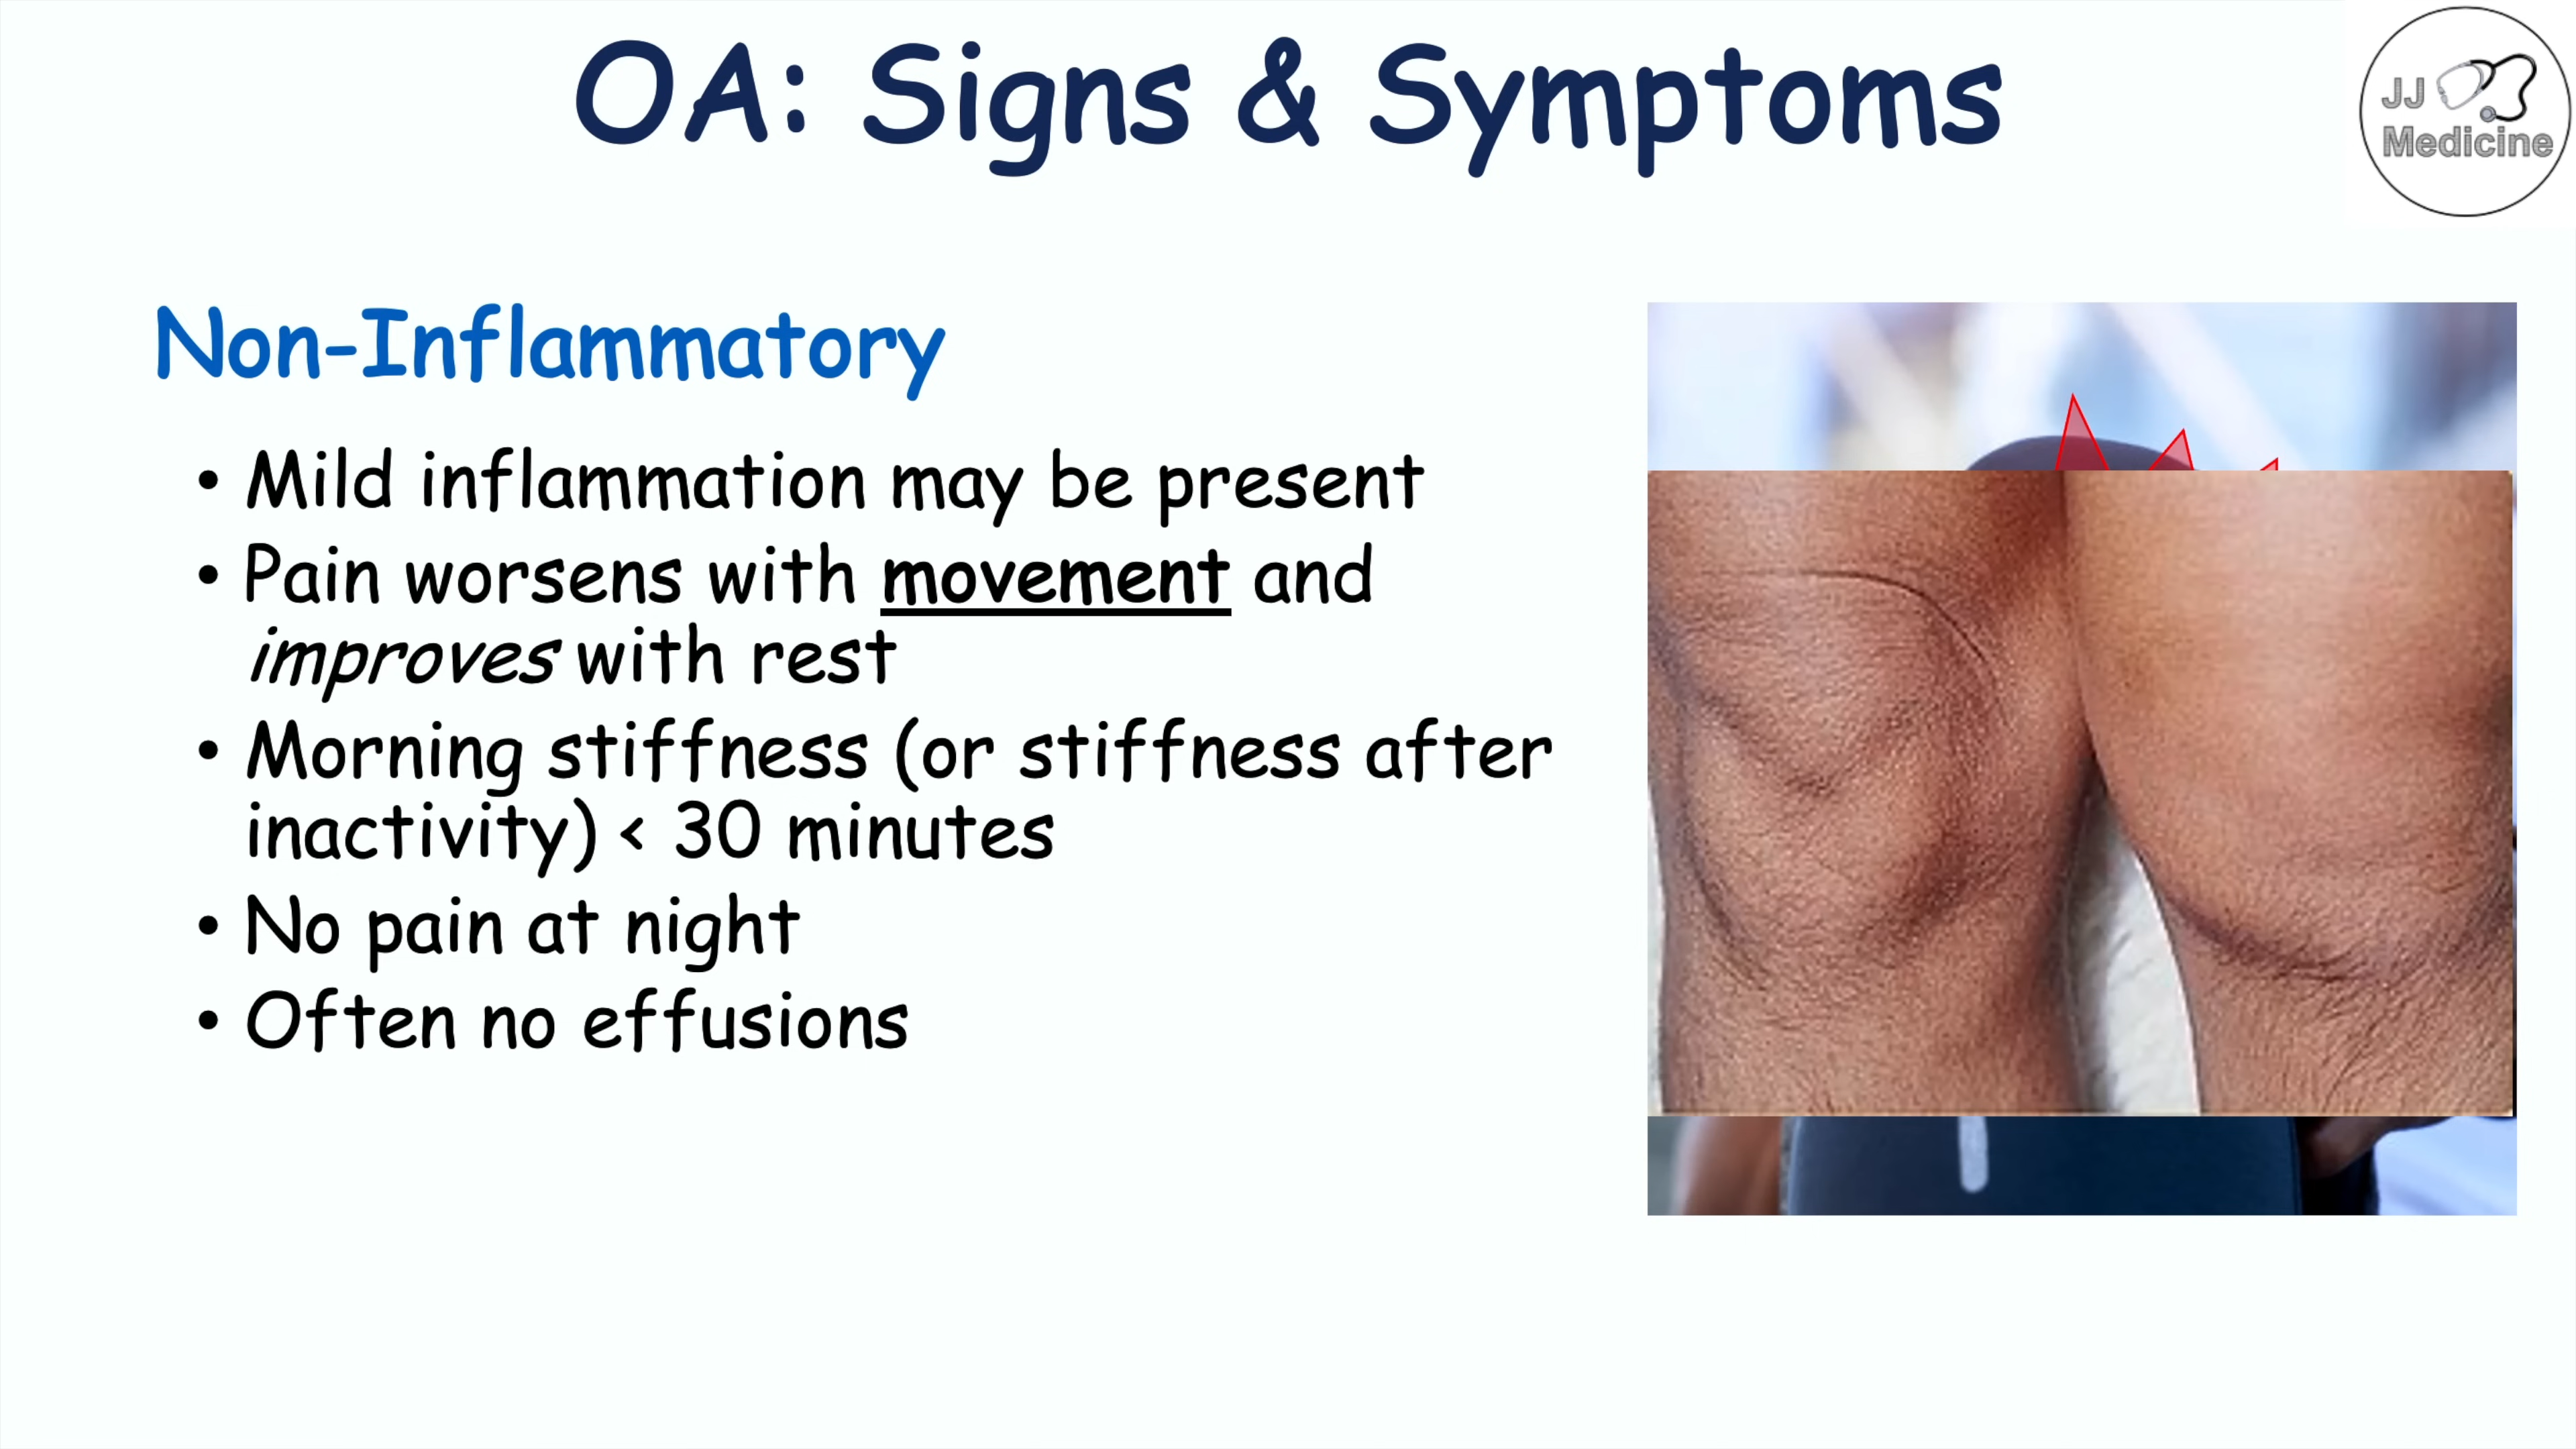 OA: Signs & Symptoms
JJ
Medicine
Non-Inflammatory
• Mild inflammation may be present
• Pain worsens with movement and
improves with rest
• Morning stiffness (or stiffness after
inactivity) < 30 minutes
• No pain at night
• Often no effusions